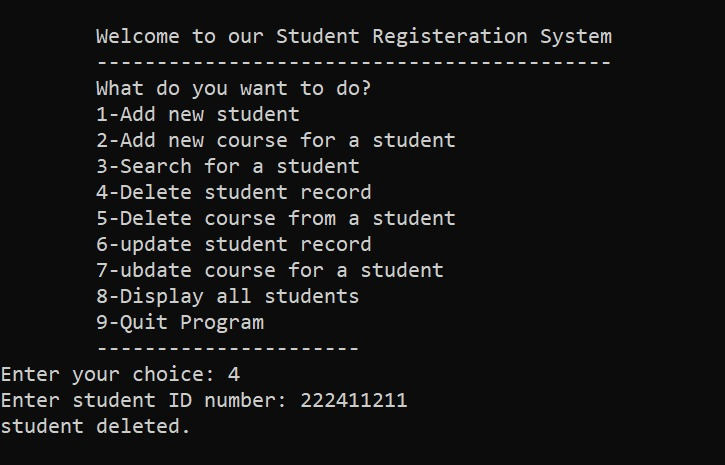 Welcome to our Student Registeration System
-------------------------------------------
What do you want to do?
1-Add new student
2-Add new course for a student
3-Search for a student
4-Delete student record
5-Delete course from a student
6-update student record
7-ubdate course for a student
8-Display all students
9-Quit Program
----------------------
Enter your choice: 4
Enter student ID number: 222411211
student deleted.